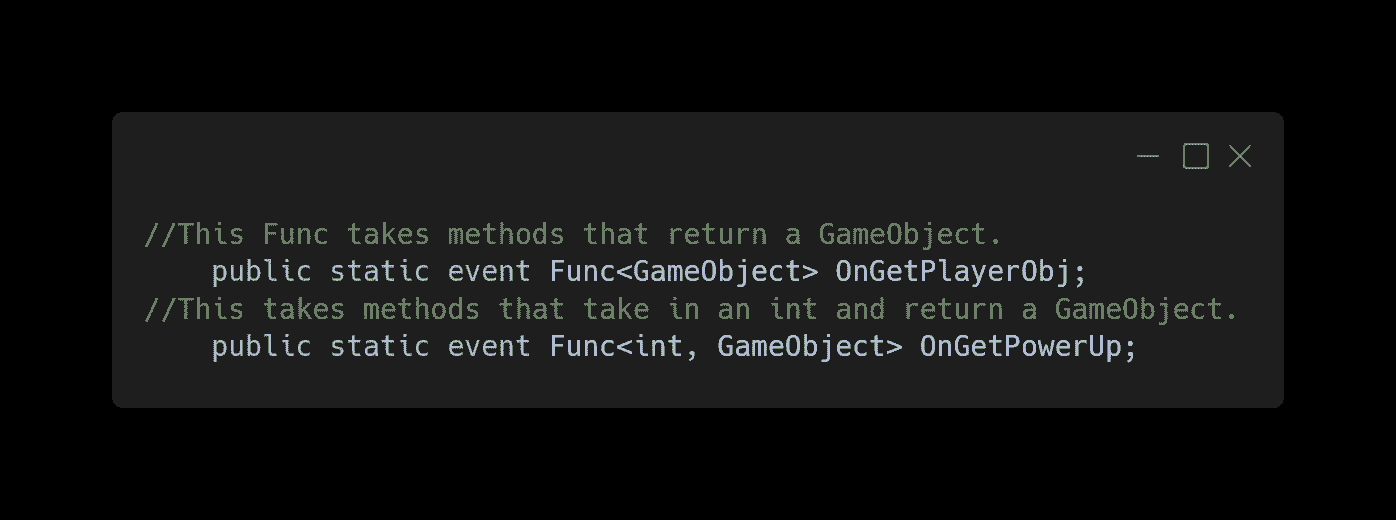 //This Func takes methods that return a GameObject.
    public static event Func<GameObject> OnGetPlayerObj;
//This takes methods that take in an int and return a GameObject.
    public static event Func<int, GameObject> OnGetPowerUp;